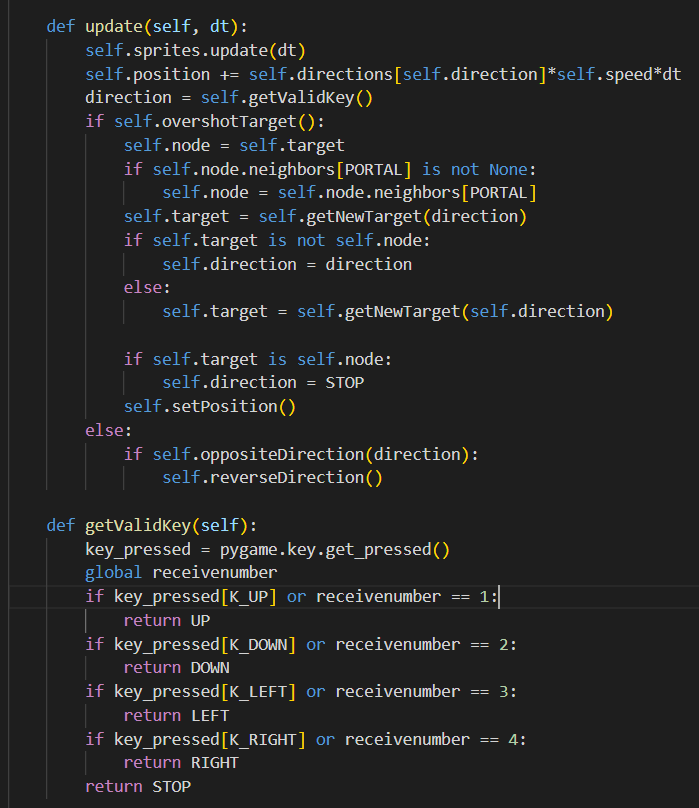 def update(self, dt):
    self.sprites.update(dt)
    self.position += self.directions[self.direction]*self.speed*dt
    direction = self.getValidKey()
    if self.overshotTarget():
        self.node = self.target
        if self.node.neighbors[PORTAL] is not None:
            self.node = self.node.neighbors[PORTAL]
        self.target = self.getNewTarget(direction)
        if self.target is not self.node:
            self.direction = direction
        else:
            self.target = self.getNewTarget(self.direction)

        if self.target is self.node:
            self.direction = STOP
        self.setPosition()
    else:
        if self.oppositeDirection(direction):
            self.reverseDirection()

def getValidKey(self):
    key_pressed = pygame.key.get_pressed()
    global receivenumber
    if key_pressed[K_UP] or receivenumber == 1:
        return UP
    if key_pressed[K_DOWN] or receivenumber == 2:
        return DOWN
    if key_pressed[K_LEFT] or receivenumber == 3:
        return LEFT
    if key_pressed[K_RIGHT] or receivenumber == 4:
        return RIGHT
    return STOP